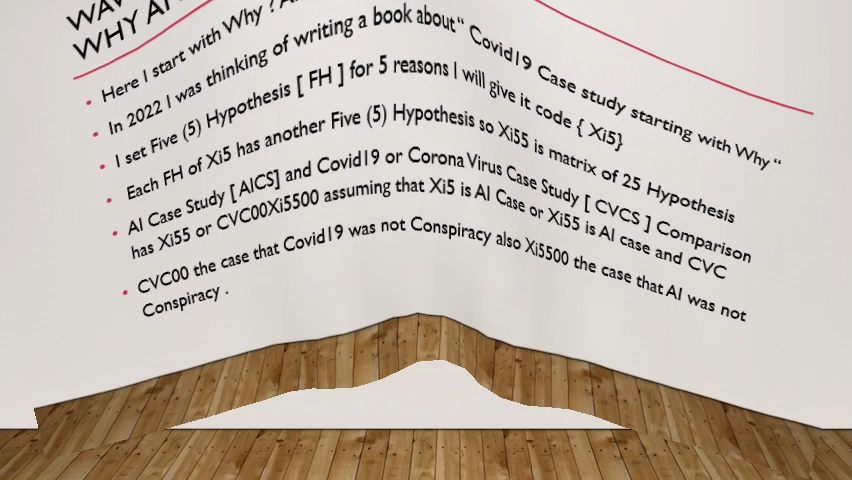 WHY
Here I start with Why ?
In 2022 I was thinking of writing a book about“ Covid19 Case study starting with Why “
I set Five (5) Hypothesis [ FH ] for 5 reasons I will give it code { Xi5}
Each FH of Xi5 has another Five (5) Hypothesis so Xi55 is matrix of 25 Hypothesis
AI Case Study [ AICS] and Covid19 or Corona Virus Case Study [ CVCS ] Comparison
has Xi55 or CVC00Xi5500 assuming that Xi5 is AI Case or Xi55 is AI case and CVC
CVC00 the case that Covid19 was not Conspiracy also Xi5500 the case that AI was not
Conspiracy .